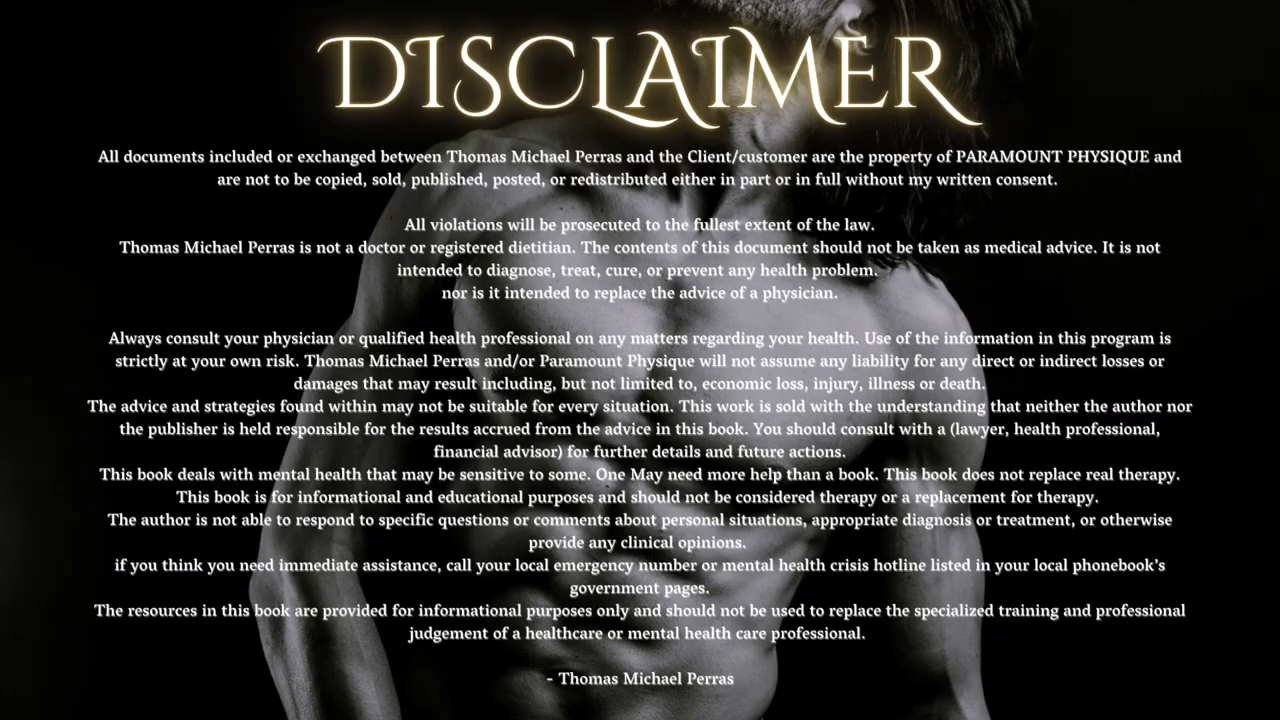 DISCLAIMER
All documents included or exchanged between Thomas Michael Perras and the Client/customer are the property of PARAMOUNT PHYSIQUE and
are not to be copied, sold, published, posted, or redistributed either in part or in full without my written consent.
All violations will be prosecuted to the fullest extent of the law.
Thomas Michael Perras is not a doctor or registered dietitian. The contents of this document should not be taken as medical advice. It is not
intended to diagnose, treat, cure, or prevent any health problem.
nor is it intended to replace the advice of a physician.
Always consult your physician or qualified health professional on any matters regarding your health. Use of the information in this program is
strictly at your own risk. Thomas Michael Perras and/or Paramount Physique will not assume any liability for any direct or indirect losses or
damages that may result including, but not limited to, economic loss, injury, illness or death.
The advice and strategies found within may not be suitable for every situation. This work is sold with the understanding that neither the author nor
the publisher is held responsible for the results accrued from the advice in this book. You should consult with a (lawyer, health professional,
financial advisor) for further details and future actions.
This book deals with mental health that may be sensitive to some. One May need more help than a book. This book does not replace real therapy.
This book is for informational and educational purposes and should not be considered therapy or a replacement for therapy.
The author is not able to respond to specific questions or comments about personal situations, appropriate diagnosis or treatment, or otherwise
provide any clinical opinions.
if you think you need immediate assistance, call your local emergency number or mental health crisis hotline listed in your local phonebook's
government pages.
The resources in this book are provided for informational purposes only and should not be used to replace the specialized training and professional
judgement of a healthcare or mental health care professional.
- Thomas Michael Perras